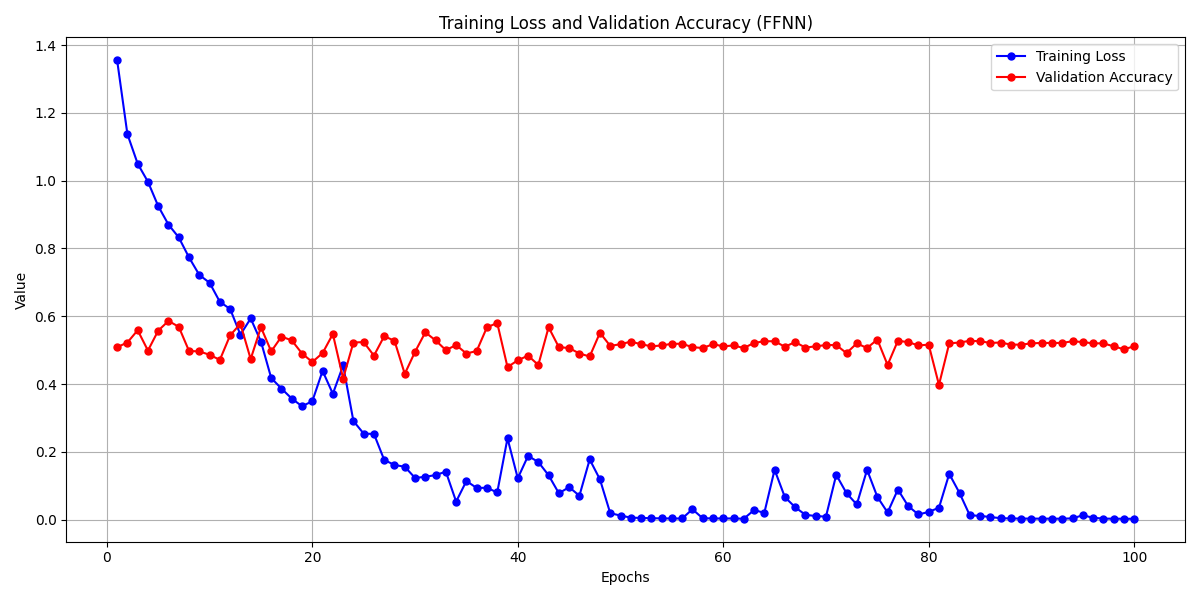 Training Loss and Validation Accuracy (FFNN)
Training Loss
Validation Accuracy
1.4
1.2
1.0
0.8
0.6
0.4
0.2
0.0
Value
0 20 40 60 80 100
Epochs